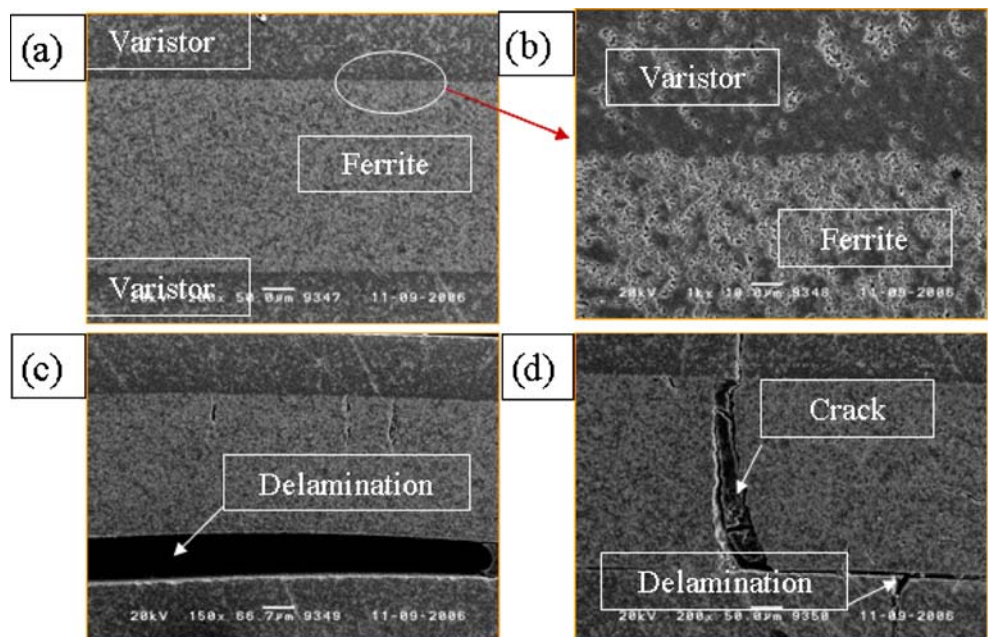 (a)
Varistor
Ferrite
Varistor
20kV 200x 50.0μm 9347 11-09-2006
(b)
Varistor
Ferrite
20kV 1kx 10.0μm 9348 11-09-2006
(c)
Delamination
20kV 150x 66.7μm 9349 11-09-2006
(d)
Crack
Delamination
20kV 200x 50.0μm 9350 11-09-2006